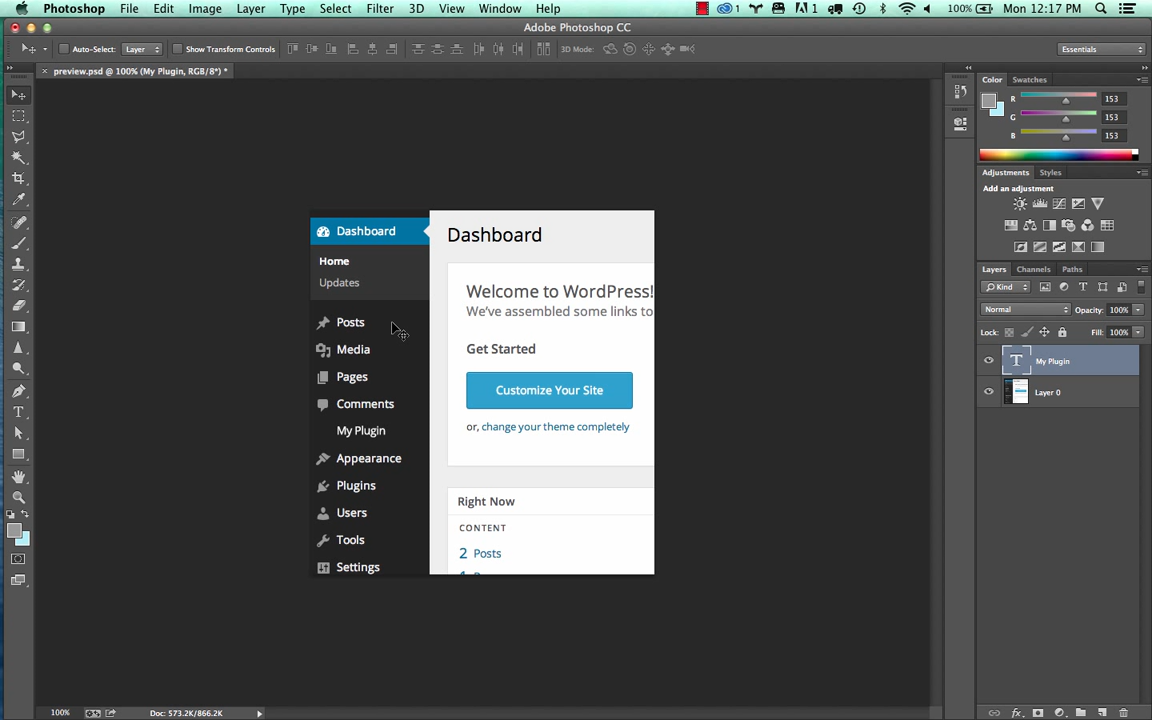 Photoshop File Edit Image Layer Type Select Filter 3D View Window Help 1 1 100% Mon 12:17 PM
Adobe Photoshop CC
Auto-Select: Layer Show Transform Controls 3D Mode: Essentials
preview.psd @ 100% (My Plugin, RGB/8*) *
Dashboard
Home
Updates
Posts
Media
Pages
Comments
My Plugin
Appearance
Plugins
Users
Tools
Settings
Dashboard
Welcome to WordPress!
We've assembled some links to
Get Started
Customize Your Site
or, change your theme completely
Right Now
CONTENT
2 Posts
Color Swatches
R 153
G 153
B 153
Adjustments Styles
Add an adjustment
Layers Channels Paths
Kind
Normal Opacity: 100%
Lock: Fill: 100%
T My Plugin
Layer 0
100% Doc: 573.2K/866.2K